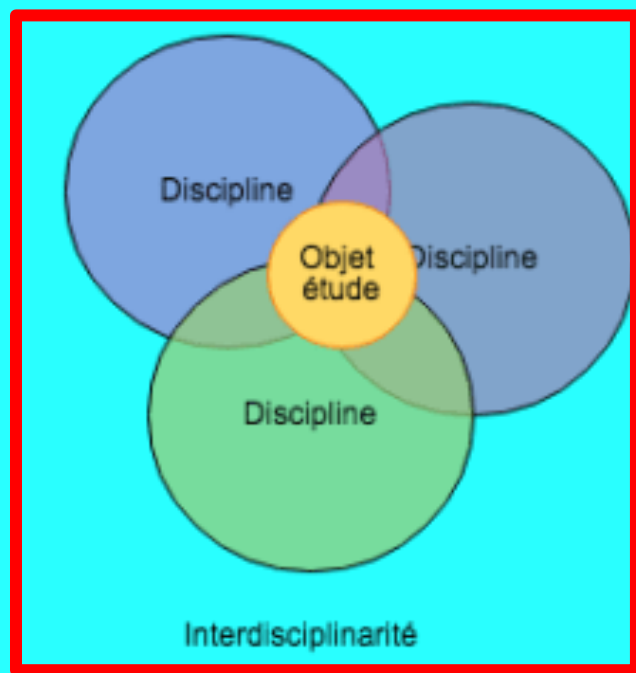 Discipline
Objet
étude
Discipline
Discipline
Interdisciplinarité